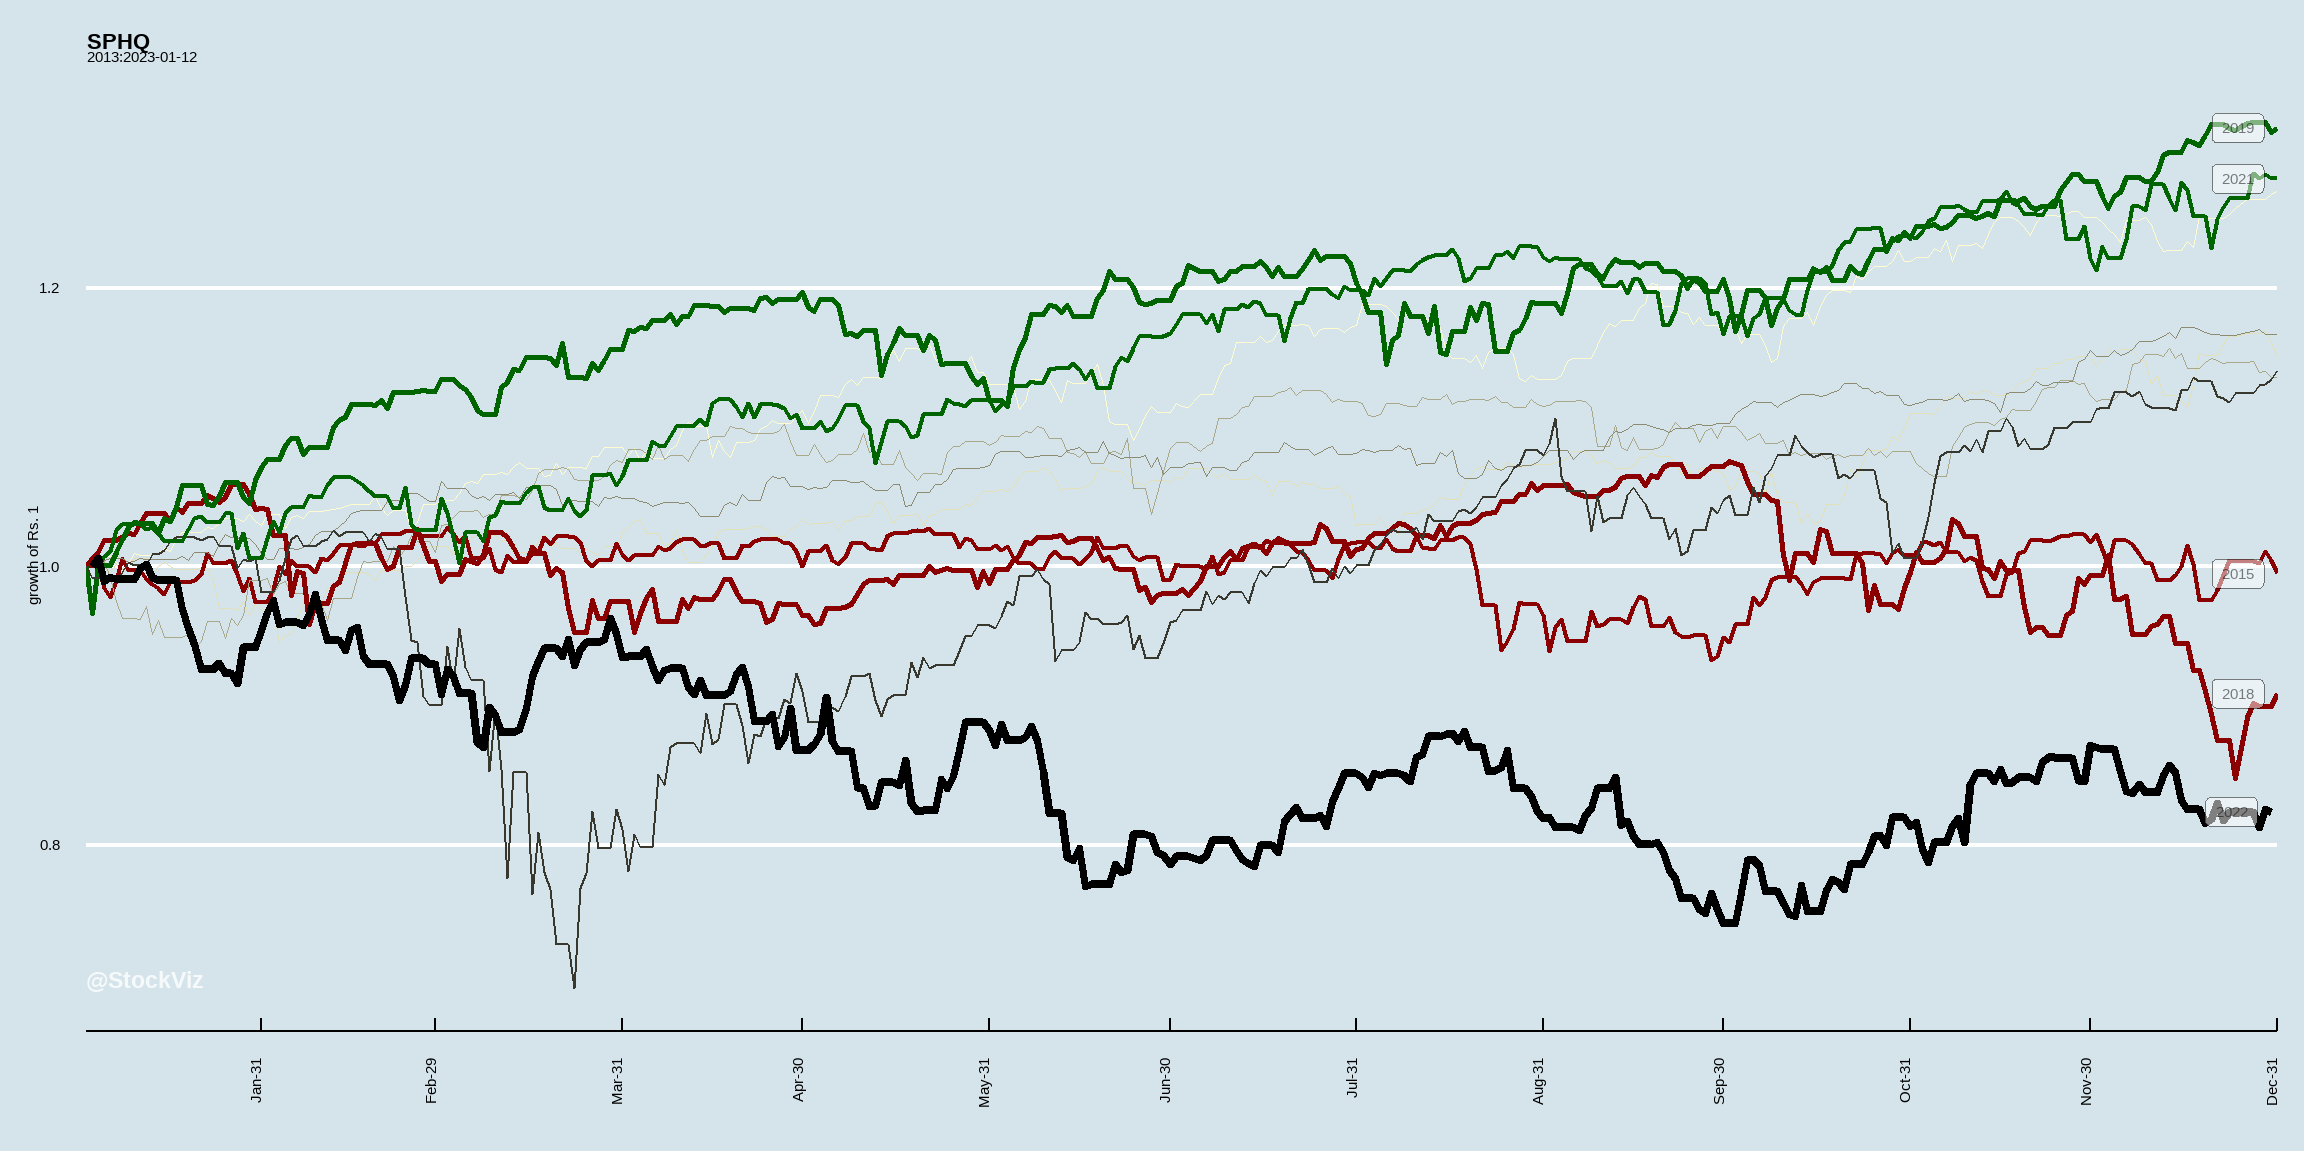 SPHQ
2013:2023-01-12
2019
2021
1.2
growth of Rs. 1
1.0
2015
2018
2022
0.8
@StockViz
Jan-31
Feb-29
Mar-31
Apr-30
May-31
Jun-30
Jul-31
Aug-31
Sep-30
Oct-31
Nov-30
Dec-31